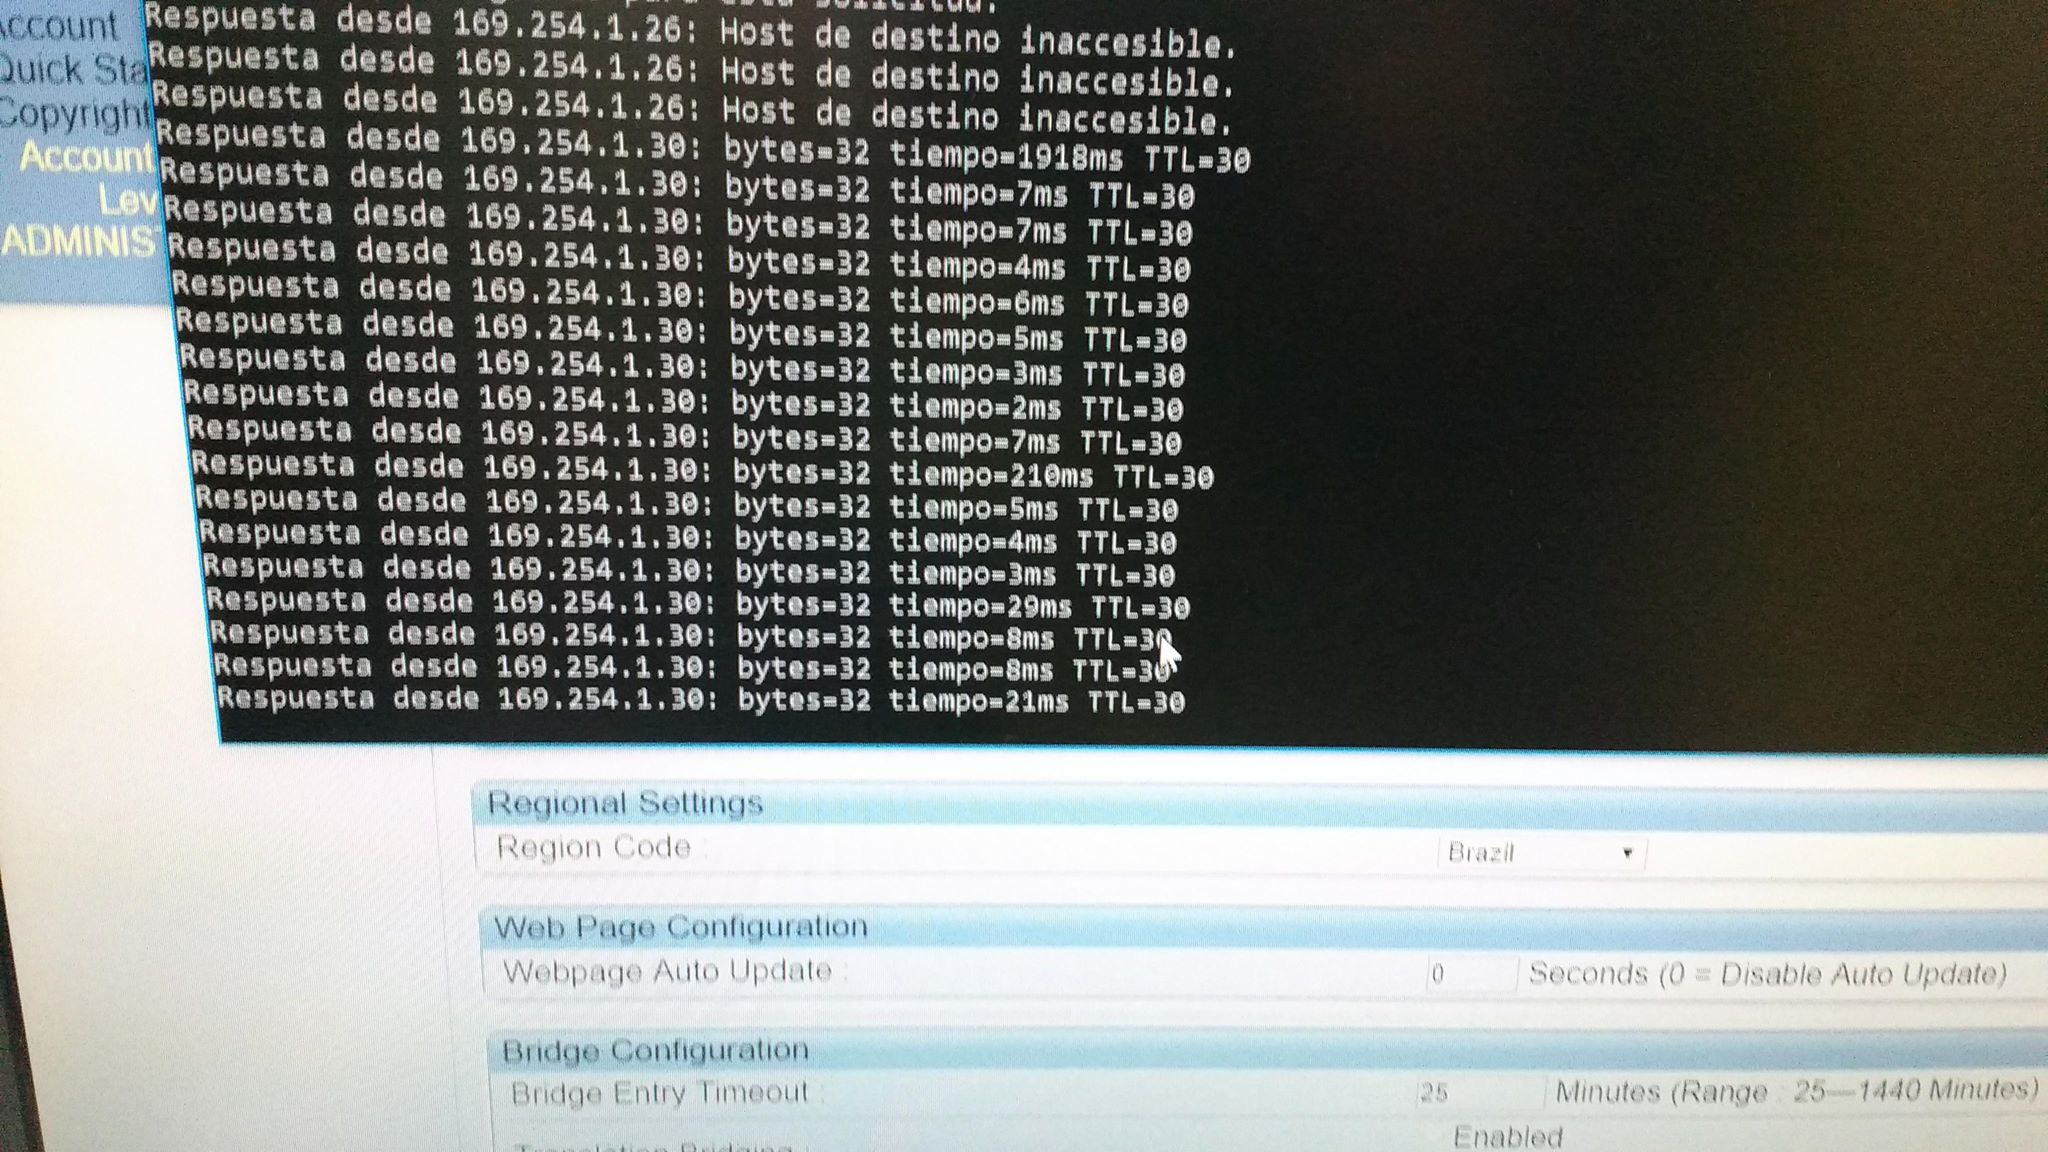 Respuesta desde 169.254.1.26: Host de destino inaccesible.
Respuesta desde 169.254.1.26: Host de destino inaccesible.
Respuesta desde 169.254.1.26: Host de destino inaccesible.
Respuesta desde 169.254.1.30: bytes=32 tiempo=1918ms TTL=30
Respuesta desde 169.254.1.30: bytes=32 tiempo=7ms TTL=30
Respuesta desde 169.254.1.30: bytes=32 tiempo=7ms TTL=30
Respuesta desde 169.254.1.30: bytes=32 tiempo=4ms TTL=30
Respuesta desde 169.254.1.30: bytes=32 tiempo=6ms TTL=30
Respuesta desde 169.254.1.30: bytes=32 tiempo=5ms TTL=30
Respuesta desde 169.254.1.30: bytes=32 tiempo=3ms TTL=30
Respuesta desde 169.254.1.30: bytes=32 tiempo=2ms TTL=30
Respuesta desde 169.254.1.30: bytes=32 tiempo=7ms TTL=30
Respuesta desde 169.254.1.30: bytes=32 tiempo=210ms TTL=30
Respuesta desde 169.254.1.30: bytes=32 tiempo=5ms TTL=30
Respuesta desde 169.254.1.30: bytes=32 tiempo=4ms TTL=30
Respuesta desde 169.254.1.30: bytes=32 tiempo=3ms TTL=30
Respuesta desde 169.254.1.30: bytes=32 tiempo=29ms TTL=30
Respuesta desde 169.254.1.30: bytes=32 tiempo=8ms TTL=30
Respuesta desde 169.254.1.30: bytes=32 tiempo=8ms TTL=30
Respuesta desde 169.254.1.30: bytes=32 tiempo=21ms TTL=30
Account
Quick Sta
Copyright
Account
Lev
ADMINIS
Regional Settings
Region Code : Brazil
Web Page Configuration
Webpage Auto Update : 0 Seconds (0 = Disable Auto Update)
Bridge Configuration
Bridge Entry Timeout : 25 Minutes (Range : 25—1440 Minutes)
Enabled